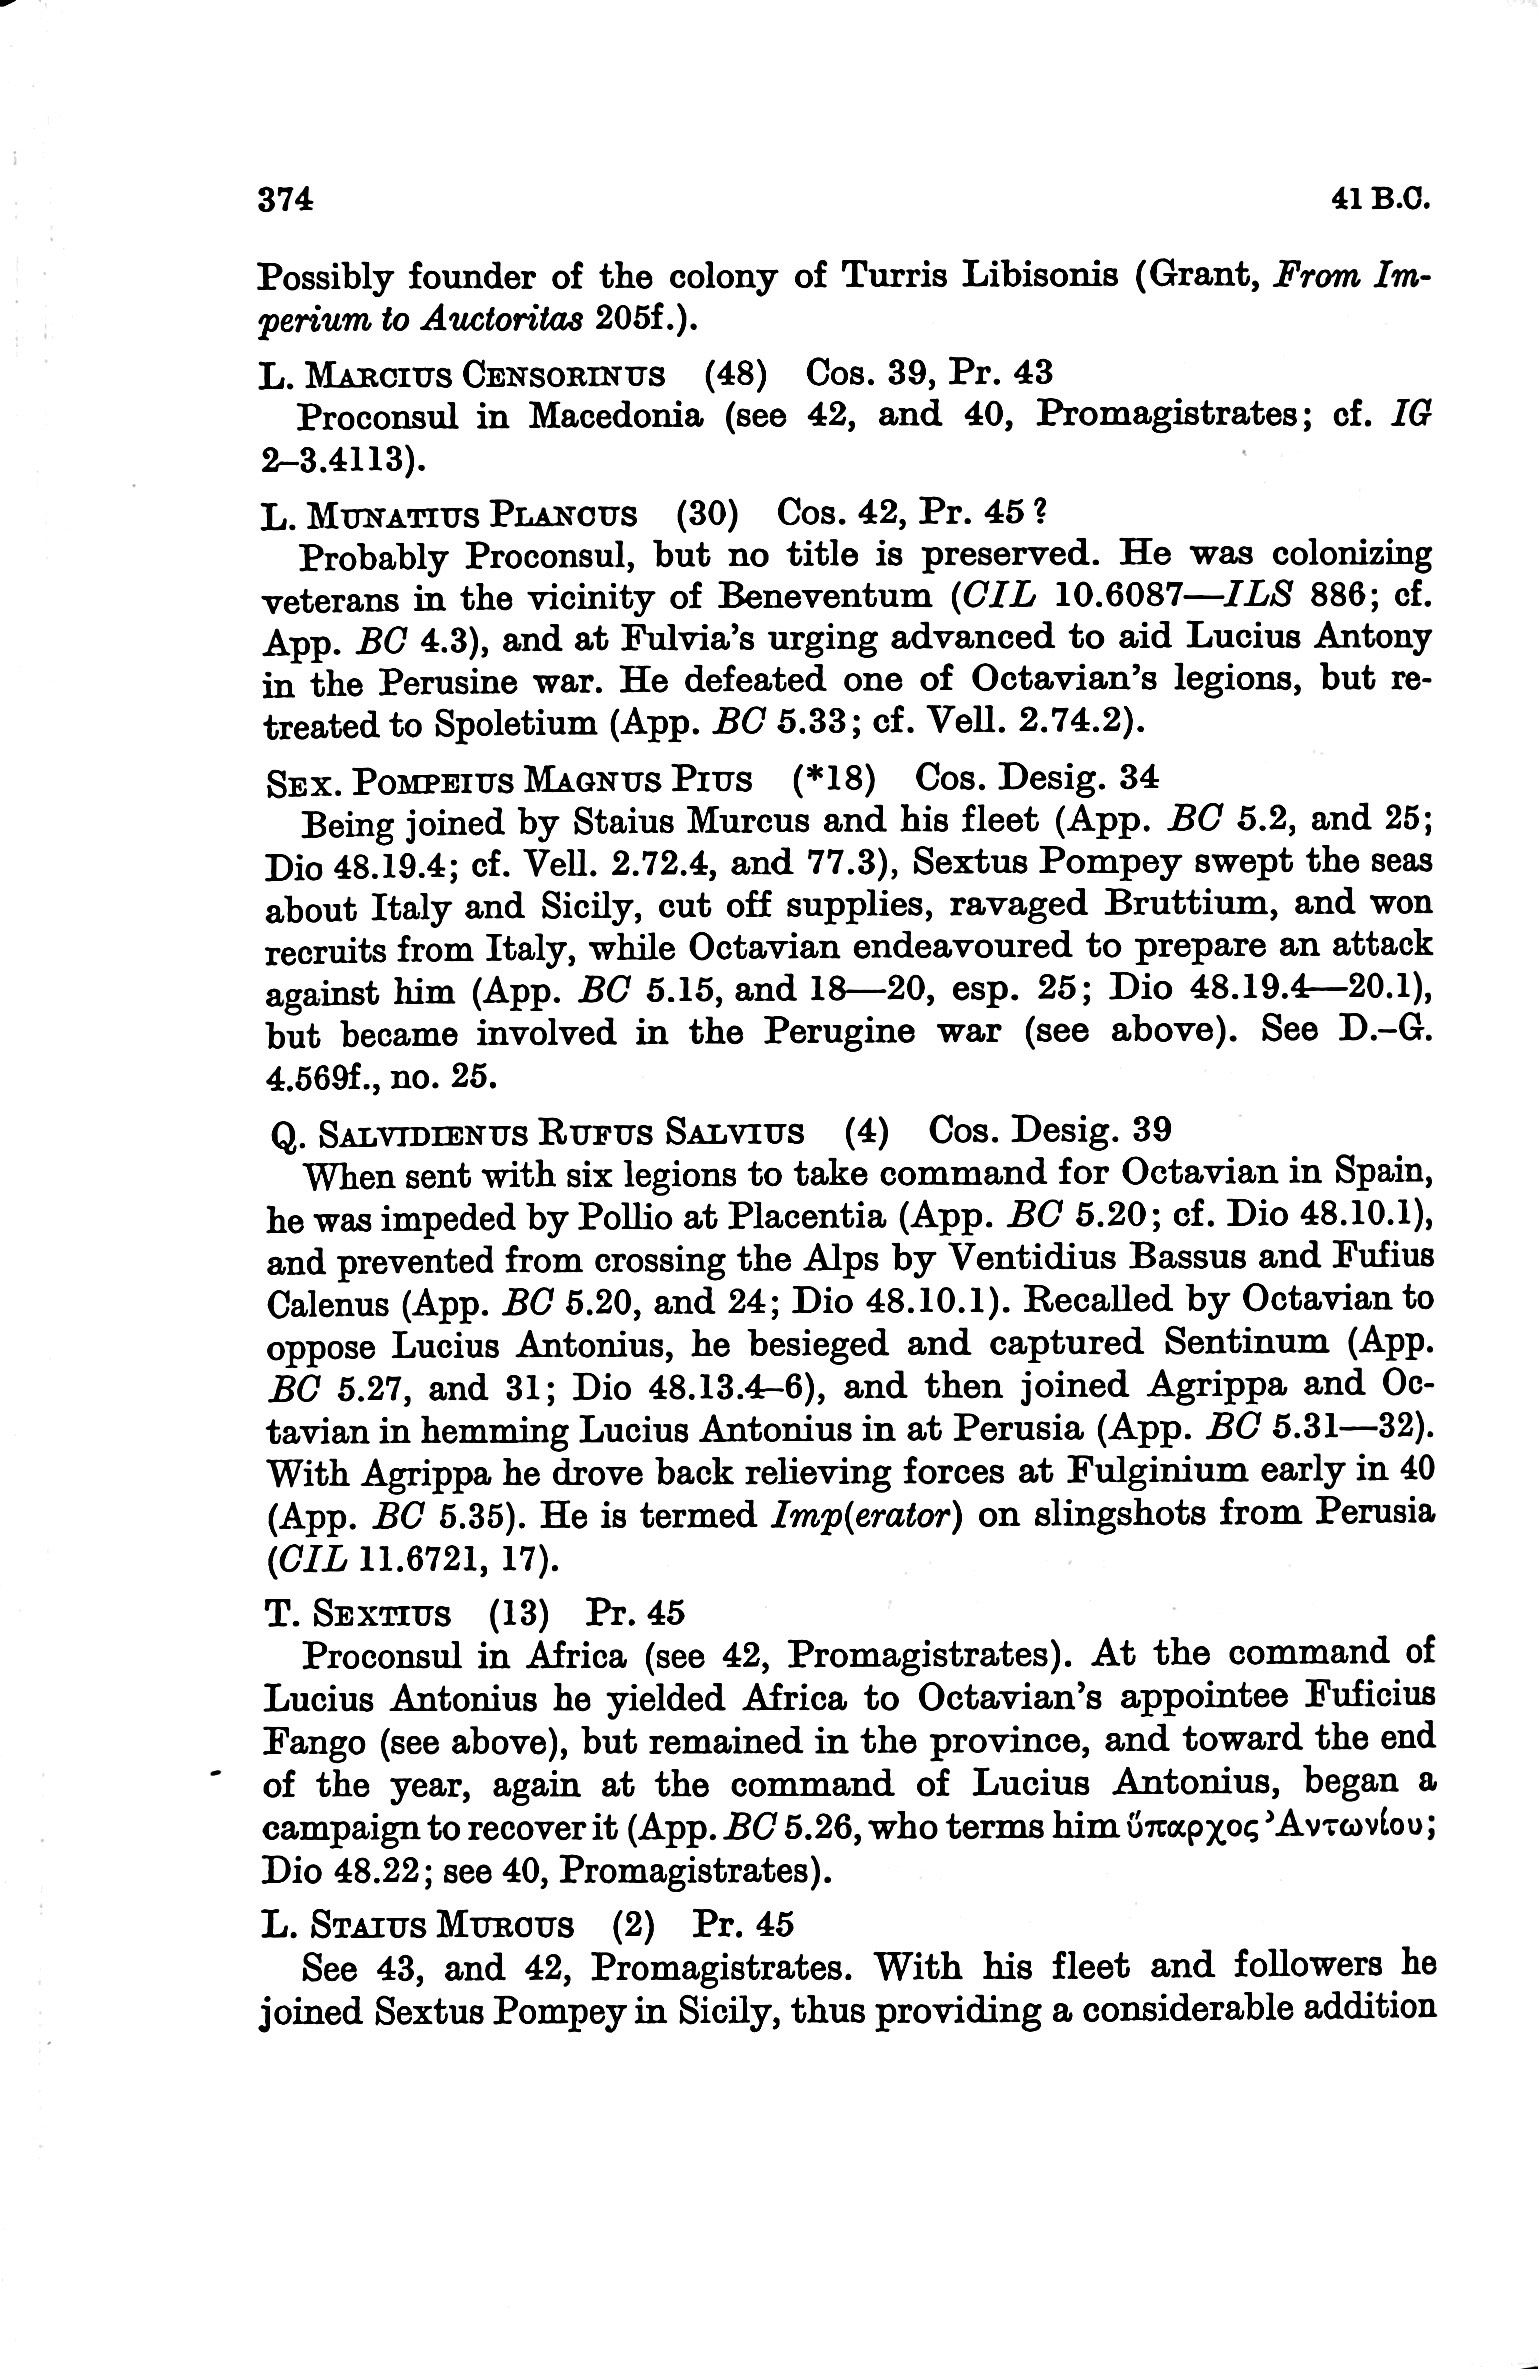 374 41 B.C.
Possibly founder of the colony of Turris Libisonis (Grant, From Im-
perium to Auctoritas 205f.).
L. MARCIUS CENSORINUS (48) Cos. 39, Pr. 43
Proconsul in Macedonia (see 42, and 40, Promagistrates; cf. IG
2–3.4113).
L. MUNATIUS PLANCUS (30) Cos. 42, Pr. 45 ?
Probably Proconsul, but no title is preserved. He was colonizing
veterans in the vicinity of Beneventum (CIL 10.6087—ILS 886; cf.
App. BC 4.3), and at Fulvia's urging advanced to aid Lucius Antony
in the Perusine war. He defeated one of Octavian's legions, but re-
treated to Spoletium (App. BC 5.33; cf. Vell. 2.74.2).
SEX. POMPEIUS MAGNUS PIUS (*18) Cos. Desig. 34
Being joined by Staius Murcus and his fleet (App. BC 5.2, and 25;
Dio 48.19.4; cf. Vell. 2.72.4, and 77.3), Sextus Pompey swept the seas
about Italy and Sicily, cut off supplies, ravaged Bruttium, and won
recruits from Italy, while Octavian endeavoured to prepare an attack
against him (App. BC 5.15, and 18—20, esp. 25; Dio 48.19.4—20.1),
but became involved in the Perugine war (see above). See D.–G.
4.569f., no. 25.
Q. SALVIDIENUS RUFUS SALVIUS (4) Cos. Desig. 39
When sent with six legions to take command for Octavian in Spain,
he was impeded by Pollio at Placentia (App. BC 5.20; cf. Dio 48.10.1),
and prevented from crossing the Alps by Ventidius Bassus and Fufius
Calenus (App. BC 5.20, and 24; Dio 48.10.1). Recalled by Octavian to
oppose Lucius Antonius, he besieged and captured Sentinum (App.
BC 5.27, and 31; Dio 48.13.4–6), and then joined Agrippa and Oc-
tavian in hemming Lucius Antonius in at Perusia (App. BC 5.31—32).
With Agrippa he drove back relieving forces at Fulginium early in 40
(App. BC 5.35). He is termed Imp(erator) on slingshots from Perusia
(CIL 11.6721, 17).
T. SEXTIUS (13) Pr. 45
Proconsul in Africa (see 42, Promagistrates). At the command of
Lucius Antonius he yielded Africa to Octavian's appointee Fuficius
Fango (see above), but remained in the province, and toward the end
of the year, again at the command of Lucius Antonius, began a
campaign to recover it (App. BC 5.26, who terms him ὕπαρχος Ἀντωνίου;
Dio 48.22; see 40, Promagistrates).
L. STAIUS MURCUS (2) Pr. 45
See 43, and 42, Promagistrates. With his fleet and followers he
joined Sextus Pompey in Sicily, thus providing a considerable addition